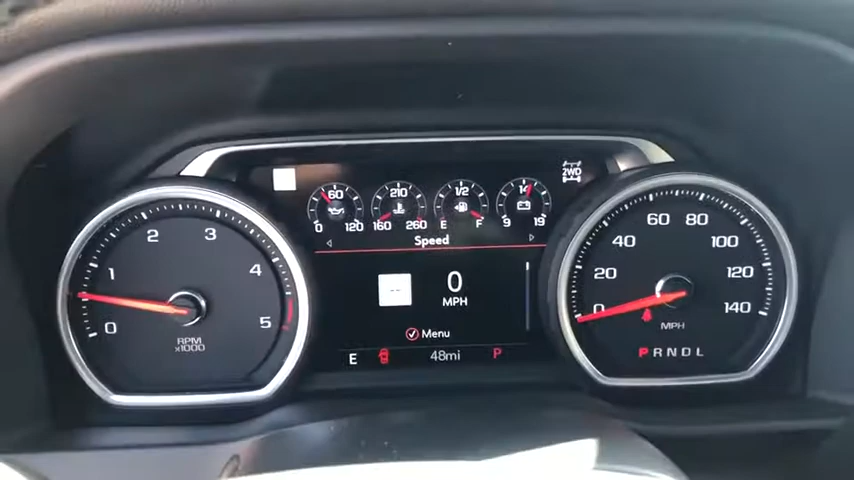 2WD
60 210 1/2 14
0 120 160 260 E F 9 19
Speed
--
0
MPH
Menu
E 48mi P
0 1 2 3 4 5
RPM
x1000
0 20 40 60 80 100 120 140
MPH
PRNDL